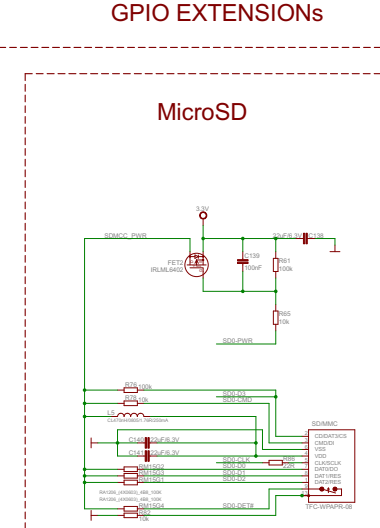 GPIO EXTENSIONs
MicroSD
3.3V
SDMCC_PWR
22uF/6.3V C138
FET2
IRLML6402
C139
100nF
R61
100k
R65
10k
SD0-PWR
R76 100k
R78 10k
SD0-D3
SD0-CMD
L5
C140 22uF/6.3V
C141 22uF/6.3V
SD/MMC
CD/DAT3/CS
CMD/DI
VSS
VDD
CLK/SCLK
DAT0/DO
DAT1/RES
DAT2/RES
TFC-WPAPR-08
SD0-CLK
R86
22R
RM15G2
RM15G3
RM15G1
SD0-D0
SD0-D1
SD0-D2
RM15G4
SD0-DET#
R82
10k